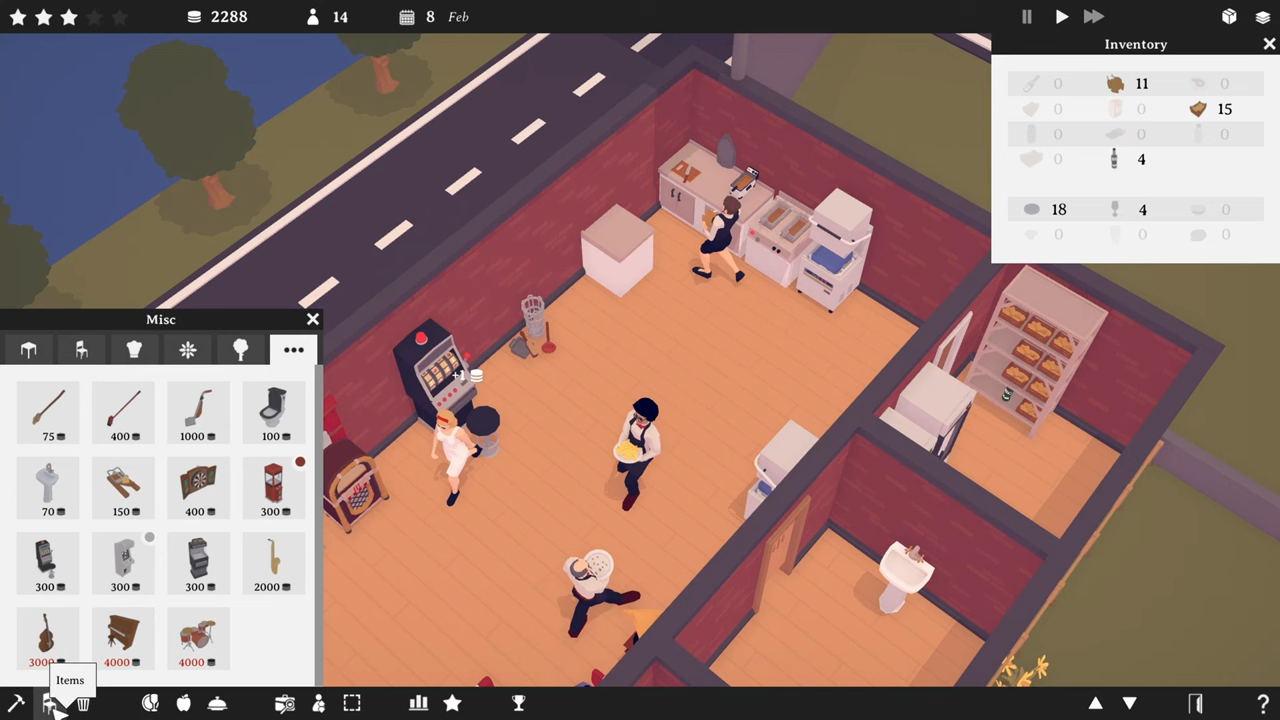 2288 14 8 Feb
Inventory
0 11 0
0 0 15
0 0 0
0 4
18 4 0
0 0 0
Misc
+1
75 400 1000 100
70 150 400 300
300 300 300 2000
3000 4000 4000
Items
?